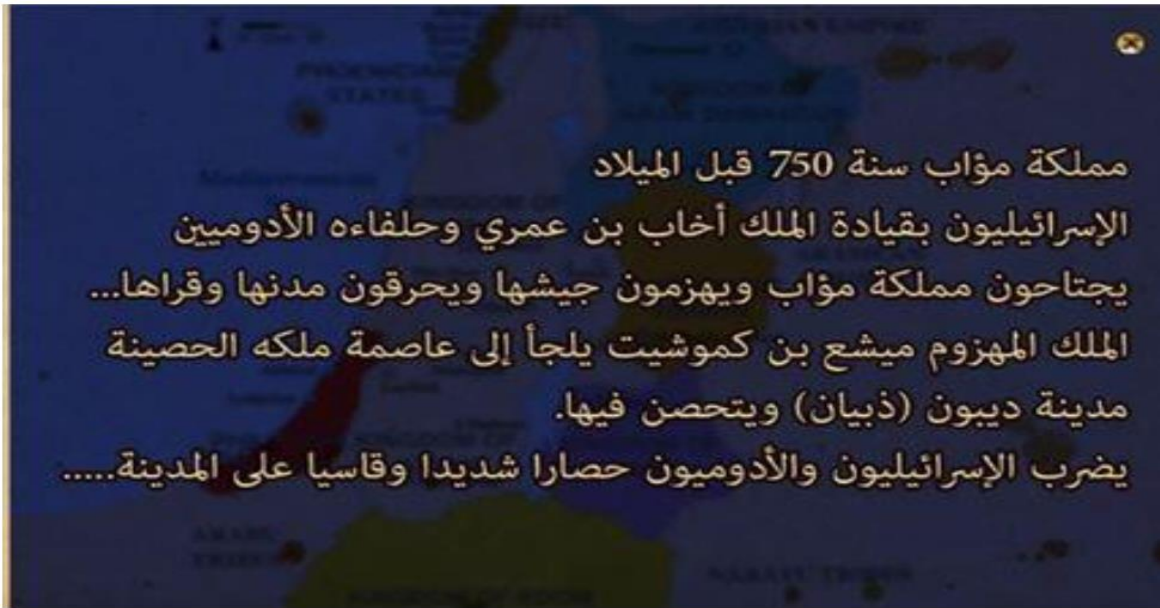 مملكة مؤاب سنة 750 قبل الميلاد
الإسرائيليون بقيادة الملك أخاب بن عمري وحلفاءه الأدوميين
يجتاحون مملكة مؤاب ويهزمون جيشها ويحرقون مدنها وقراها...
الملك المهزوم ميشع بن كموشيت يلجأ إلى عاصمة ملكه الحصينة
مدينة ديبون (ذبيان) ويتحصن فيها.
يضرب الإسرائيليون والأدوميون حصارا شديدا وقاسيا على المدينة.....